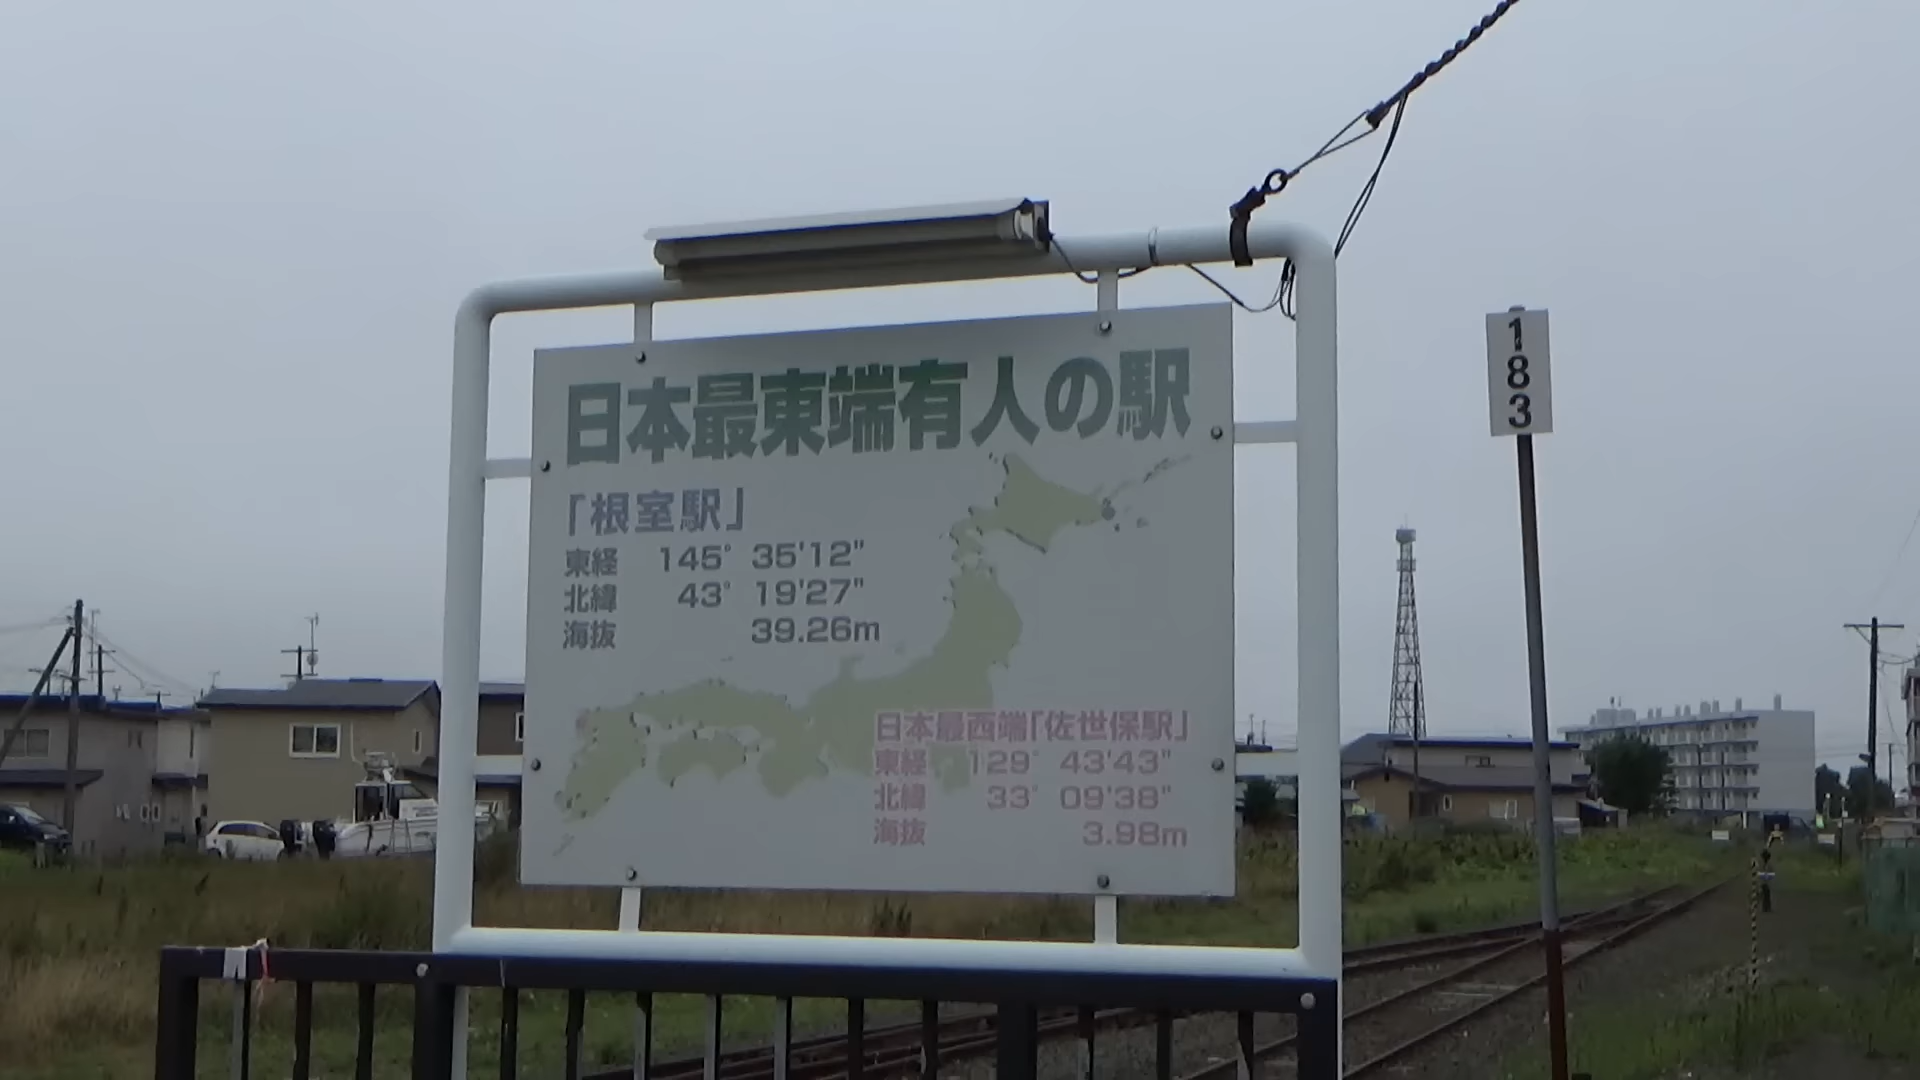 日本最東端有人の駅
「根室駅」
東経 145° 35'12"
北緯 43° 19'27"
海抜 39.26m
日本最西端「佐世保駅」
東経 129° 43'43"
北緯 33° 09'38"
海抜 3.98m
183